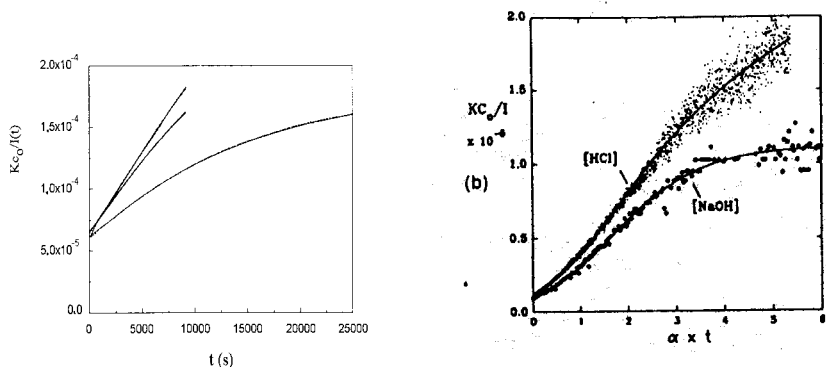 2.0x10-4
1.5x10-4
1.0x10-4
5.0x10-5
0.0
Kco/I(t)
0 5000 10000 15000 20000 25000
t (s)
2.0
1.5
1.0
0.5
0.0
KCo/I
x 10-6
(b)
[HCl]
[NaOH]
0 1 2 3 4 5 6
α x t